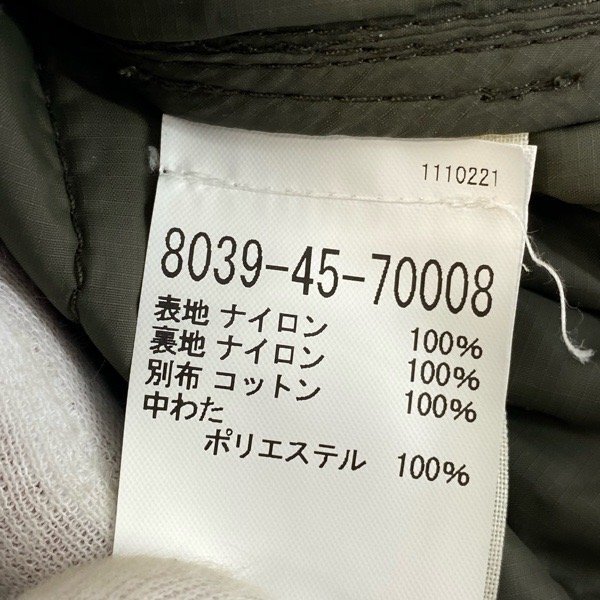 1110221
8039-45-70008
表地 ナイロン 100%
裏地 ナイロン 100%
別布 コットン 100%
中わた
ポリエステル 100%